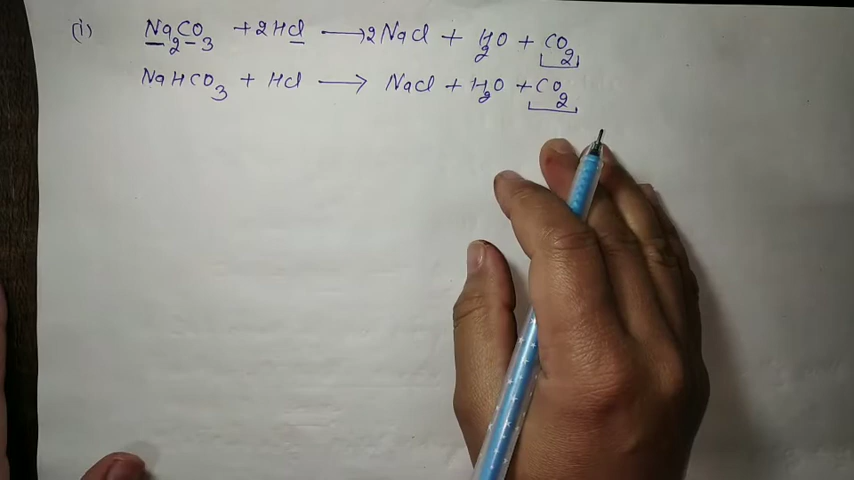 (i) Na₂CO₃ + 2HCl ⟶ 2NaCl + H₂O + CO₂
NaHCO₃ + HCl ⟶ NaCl + H₂O + CO₂